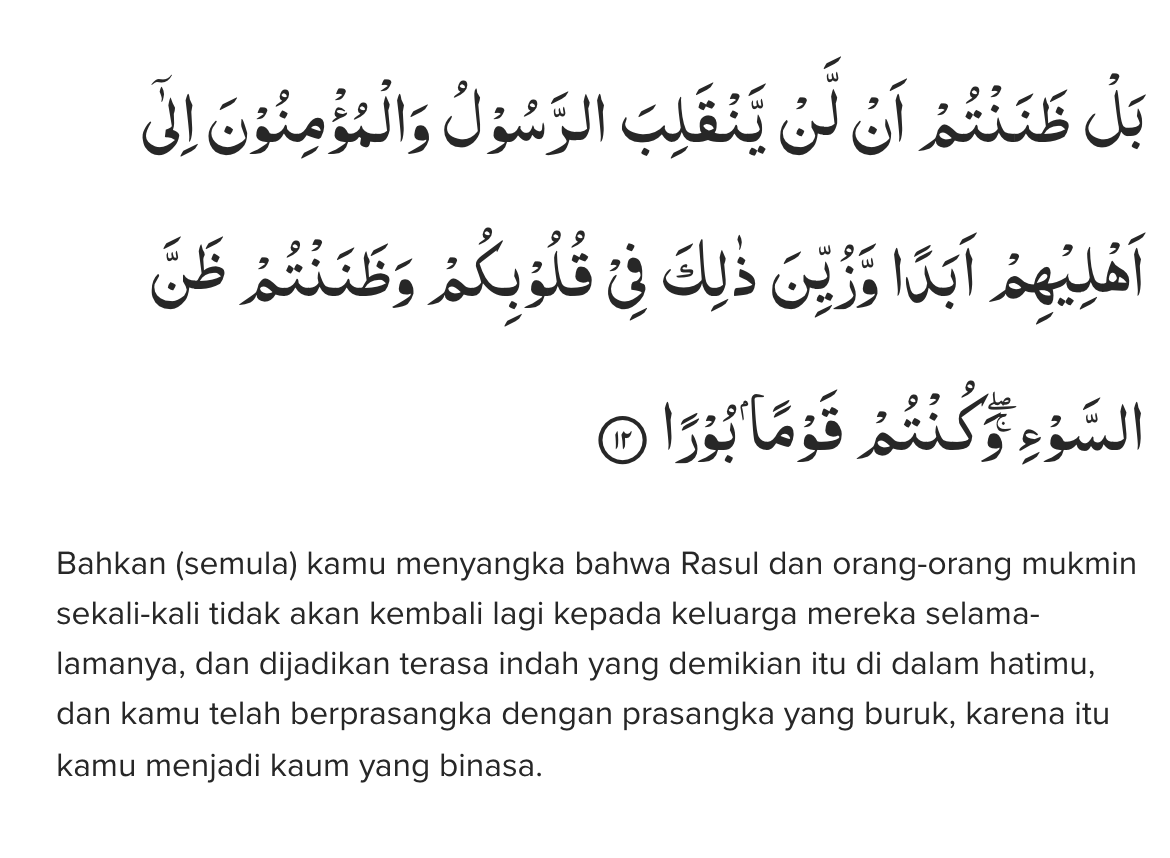 بَلْ ظَنَنْتُمْ اَنْ لَّنْ يَّنْقَلِبَ الرَّسُوْلُ وَالْمُؤْمِنُوْنَ اِلٰٓى
اَهْلِيْهِمْ اَبَدًا وَّزُيِّنَ ذٰلِكَ فِيْ قُلُوْبِكُمْ وَظَنَنْتُمْ ظَنَّ
السَّوْءِۚۖ وَكُنْتُمْ قَوْمًاۢ بُوْرًا ١٢
Bahkan (semula) kamu menyangka bahwa Rasul dan orang-orang mukmin
sekali-kali tidak akan kembali lagi kepada keluarga mereka selama-
lamanya, dan dijadikan terasa indah yang demikian itu di dalam hatimu,
dan kamu telah berprasangka dengan prasangka yang buruk, karena itu
kamu menjadi kaum yang binasa.